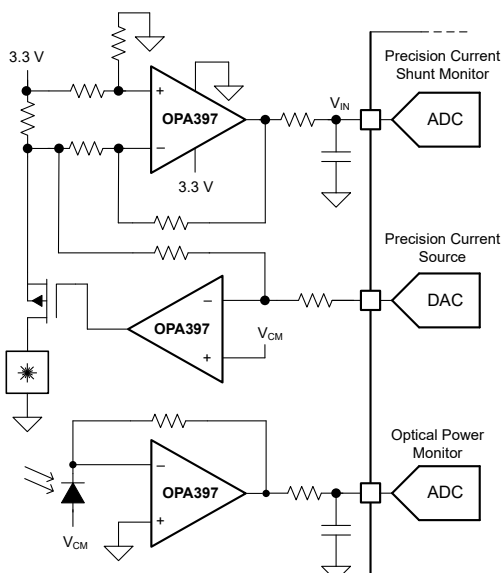 3.3 V
+
OPA397
−
3.3 V
V_IN
Precision Current
Shunt Monitor
ADC
Precision Current
Source
DAC
−
OPA397
+
V_CM
Optical Power
Monitor
ADC
−
OPA397
+
V_CM